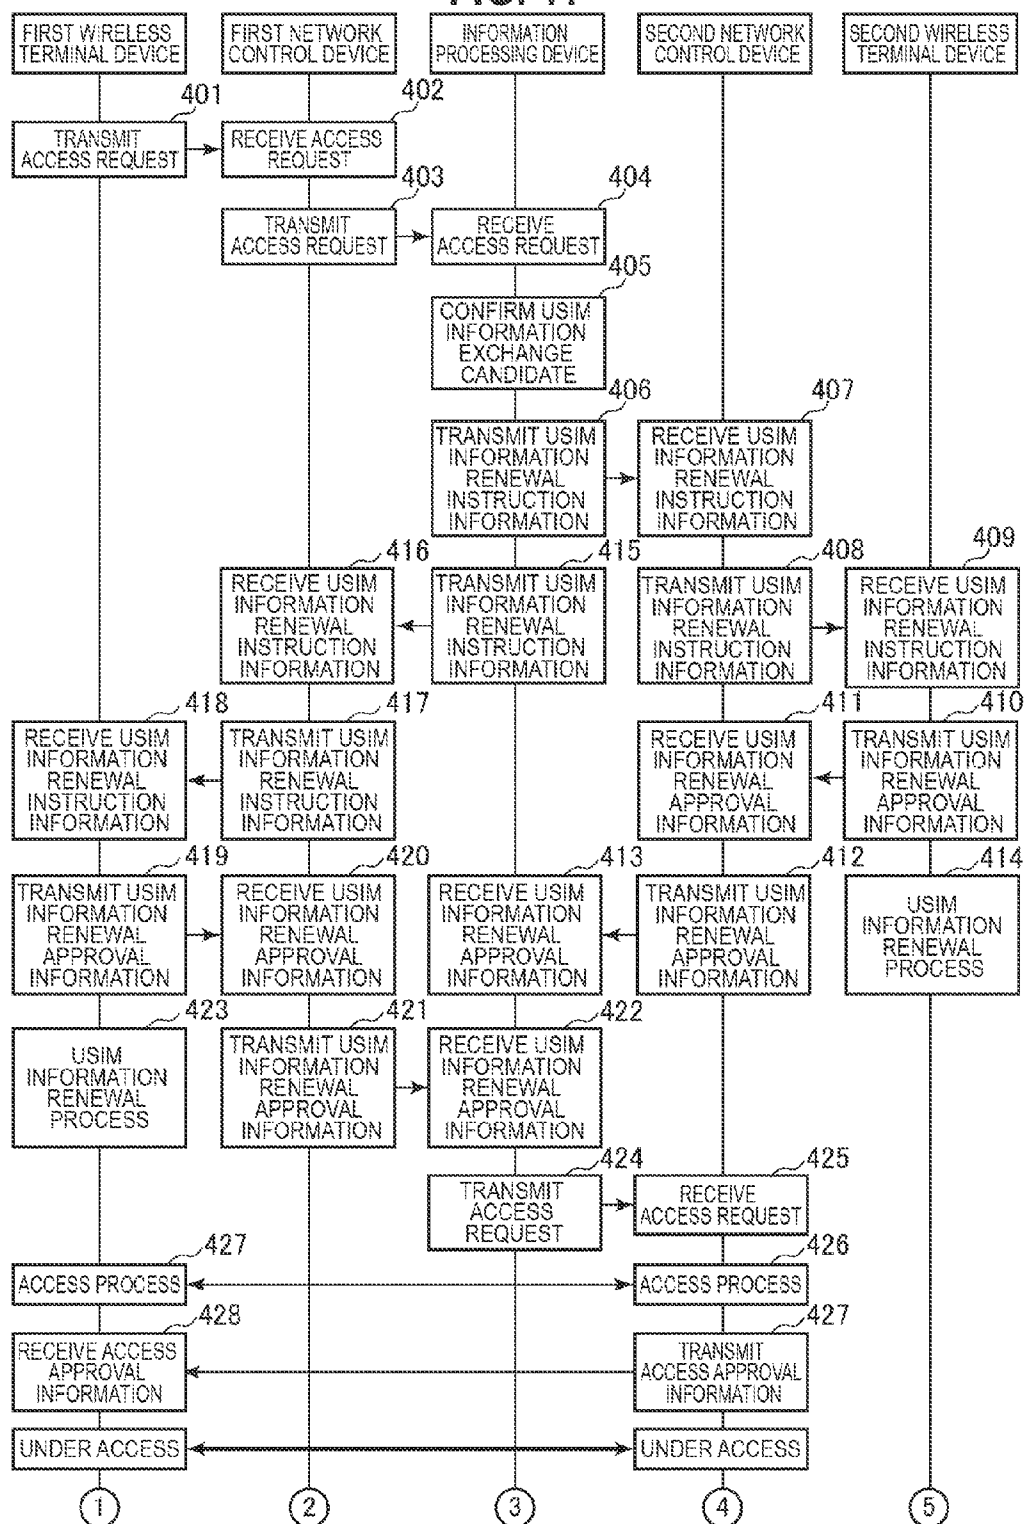 FIRST WIRELESS
TERMINAL DEVICE
FIRST NETWORK
CONTROL DEVICE
INFORMATION
PROCESSING DEVICE
SECOND NETWORK
CONTROL DEVICE
SECOND WIRELESS
TERMINAL DEVICE
401
TRANSMIT
ACCESS REQUEST
402
RECEIVE ACCESS
REQUEST
403
TRANSMIT
ACCESS REQUEST
404
RECEIVE
ACCESS REQUEST
405
CONFIRM USIM
INFORMATION
EXCHANGE
CANDIDATE
406
TRANSMIT USIM
INFORMATION
RENEWAL
INSTRUCTION
INFORMATION
407
RECEIVE USIM
INFORMATION
RENEWAL
INSTRUCTION
INFORMATION
416
RECEIVE USIM
INFORMATION
RENEWAL
INSTRUCTION
INFORMATION
415
TRANSMIT USIM
INFORMATION
RENEWAL
INSTRUCTION
INFORMATION
408
TRANSMIT USIM
INFORMATION
RENEWAL
INSTRUCTION
INFORMATION
409
RECEIVE USIM
INFORMATION
RENEWAL
INSTRUCTION
INFORMATION
418
RECEIVE USIM
INFORMATION
RENEWAL
INSTRUCTION
INFORMATION
417
TRANSMIT USIM
INFORMATION
RENEWAL
INSTRUCTION
INFORMATION
411
RECEIVE USIM
INFORMATION
RENEWAL
APPROVAL
INFORMATION
410
TRANSMIT USIM
INFORMATION
RENEWAL
APPROVAL
INFORMATION
419
TRANSMIT USIM
INFORMATION
RENEWAL
APPROVAL
INFORMATION
420
RECEIVE USIM
INFORMATION
RENEWAL
APPROVAL
INFORMATION
413
RECEIVE USIM
INFORMATION
RENEWAL
APPROVAL
INFORMATION
412
TRANSMIT USIM
INFORMATION
RENEWAL
APPROVAL
INFORMATION
414
USIM
INFORMATION
RENEWAL
PROCESS
423
USIM
INFORMATION
RENEWAL
PROCESS
421
TRANSMIT USIM
INFORMATION
RENEWAL
APPROVAL
INFORMATION
422
RECEIVE USIM
INFORMATION
RENEWAL
APPROVAL
INFORMATION
424
TRANSMIT
ACCESS
REQUEST
425
RECEIVE
ACCESS REQUEST
427
ACCESS PROCESS
426
ACCESS PROCESS
428
RECEIVE ACCESS
APPROVAL
INFORMATION
427
TRANSMIT
ACCESS APPROVAL
INFORMATION
UNDER ACCESS
UNDER ACCESS
1
2
3
4
5